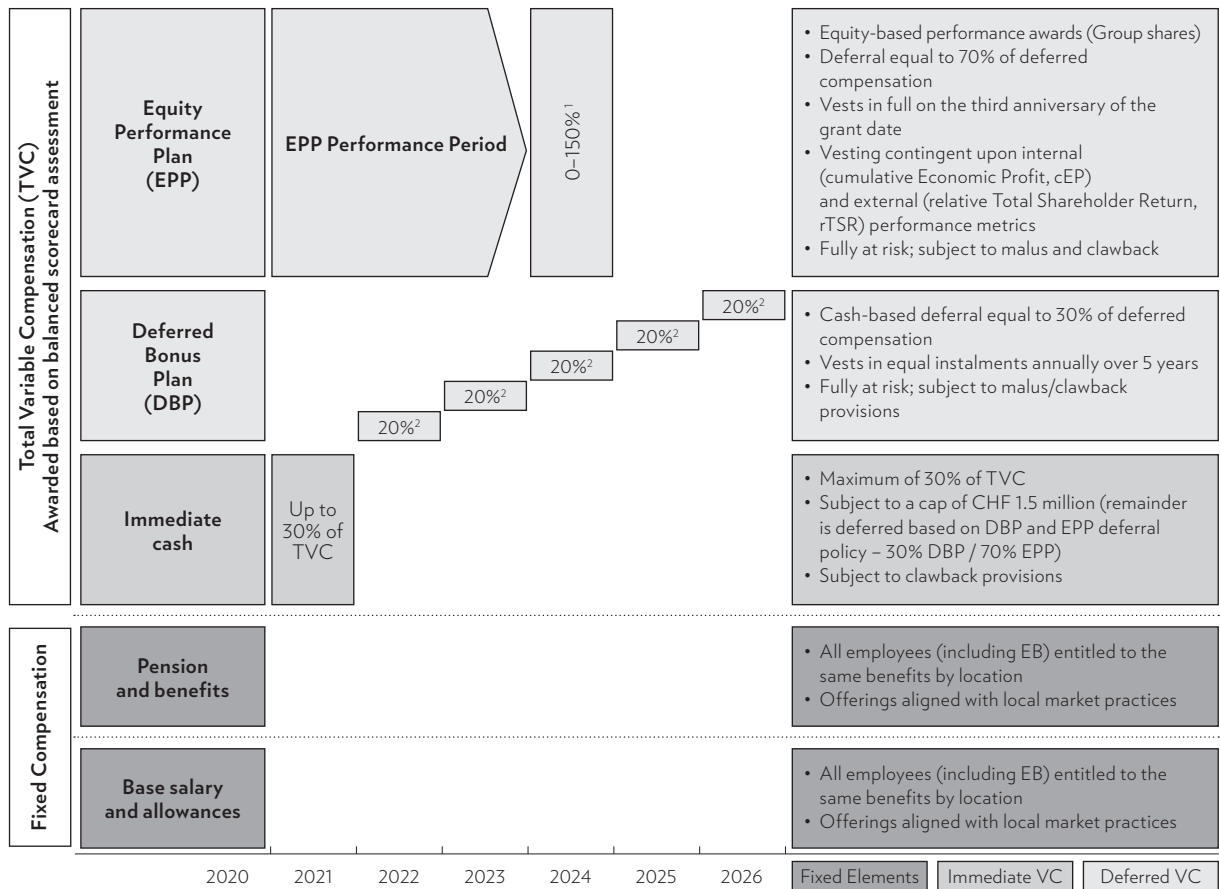 Total Variable Compensation (TVC)
Awarded based on balanced scorecard assessment
Equity
Performance
Plan
(EPP)
EPP Performance Period
0–150%¹
• Equity-based performance awards (Group shares)
• Deferral equal to 70% of deferred
compensation
• Vests in full on the third anniversary of the
grant date
• Vesting contingent upon internal
(cumulative Economic Profit, cEP)
and external (relative Total Shareholder Return,
rTSR) performance metrics
• Fully at risk; subject to malus and clawback
Deferred
Bonus
Plan
(DBP)
20%²
20%²
20%²
20%²
20%²
• Cash-based deferral equal to 30% of deferred
compensation
• Vests in equal instalments annually over 5 years
• Fully at risk; subject to malus/clawback
provisions
Immediate
cash
Up to
30% of
TVC
• Maximum of 30% of TVC
• Subject to a cap of CHF 1.5 million (remainder
is deferred based on DBP and EPP deferral
policy – 30% DBP / 70% EPP)
• Subject to clawback provisions
Fixed Compensation
Pension
and benefits
• All employees (including EB) entitled to the
same benefits by location
• Offerings aligned with local market practices
Base salary
and allowances
• All employees (including EB) entitled to the
same benefits by location
• Offerings aligned with local market practices
2020 2021 2022 2023 2024 2025 2026
Fixed Elements Immediate VC Deferred VC